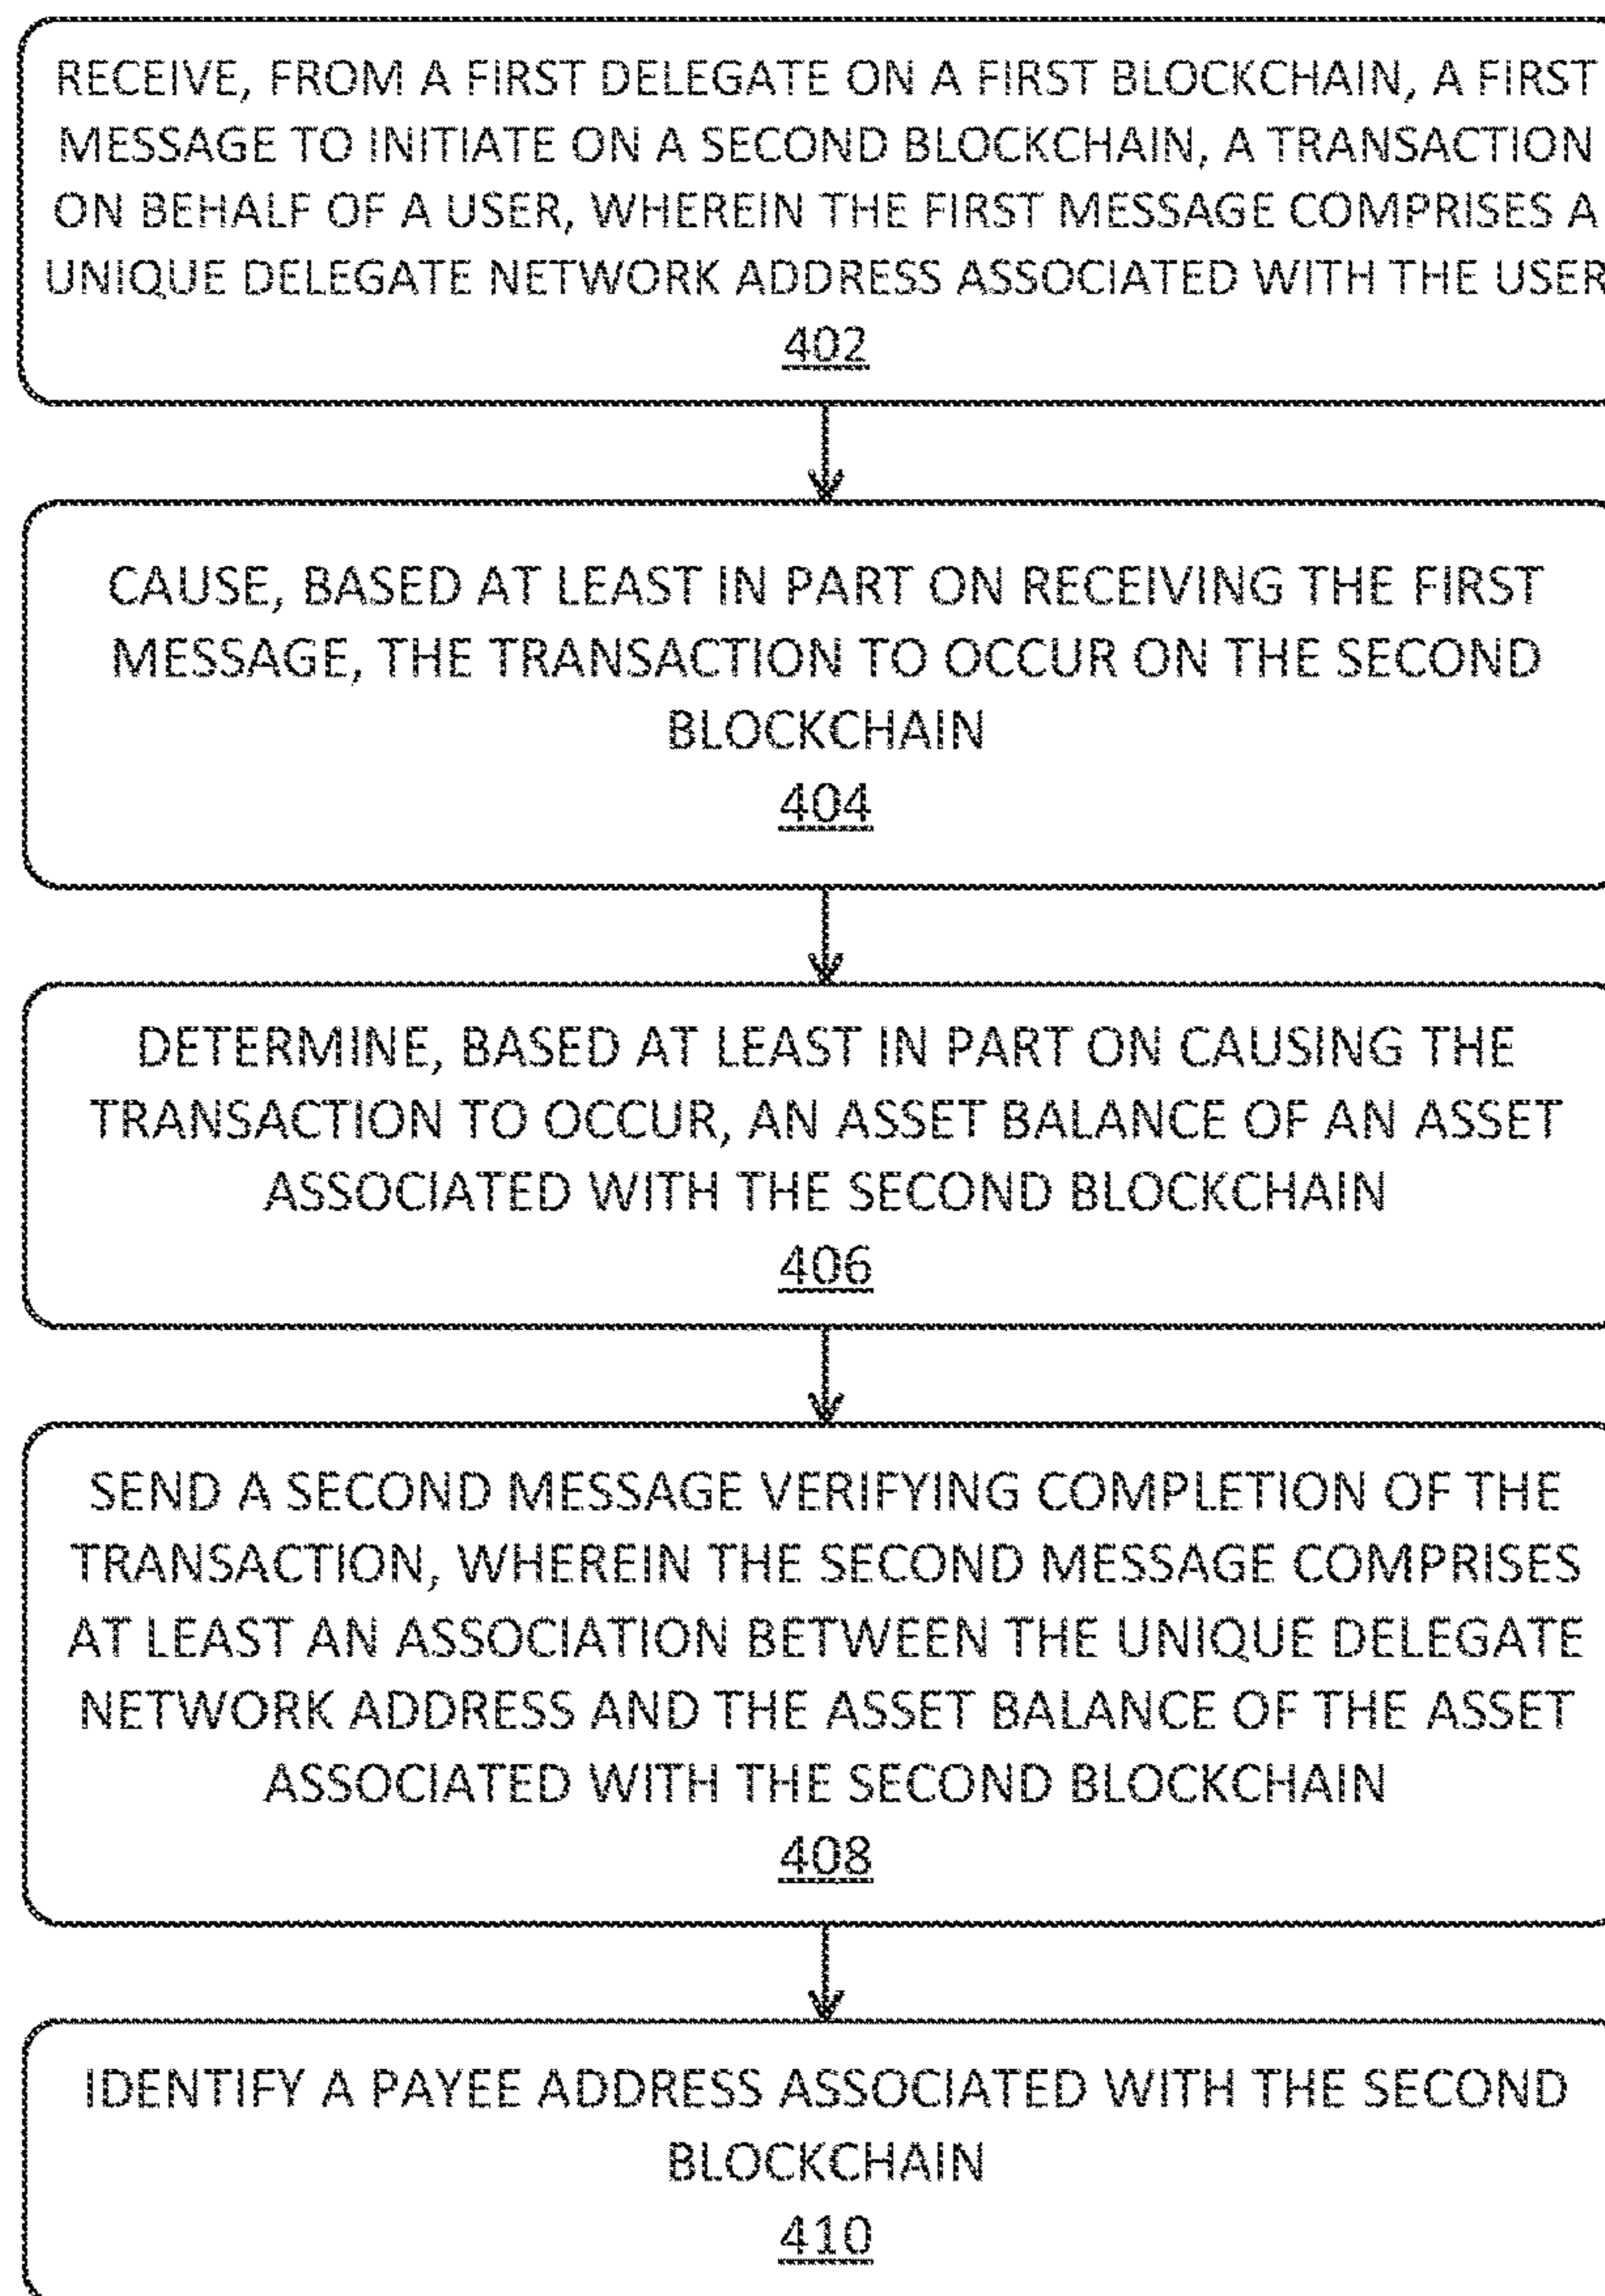 RECEIVE, FROM A FIRST DELEGATE ON A FIRST BLOCKCHAIN, A FIRST
MESSAGE TO INITIATE ON A SECOND BLOCKCHAIN, A TRANSACTION
ON BEHALF OF A USER, WHEREIN THE FIRST MESSAGE COMPRISES A
UNIQUE DELEGATE NETWORK ADDRESS ASSOCIATED WITH THE USER
402
CAUSE, BASED AT LEAST IN PART ON RECEIVING THE FIRST
MESSAGE, THE TRANSACTION TO OCCUR ON THE SECOND
BLOCKCHAIN
404
DETERMINE, BASED AT LEAST IN PART ON CAUSING THE
TRANSACTION TO OCCUR, AN ASSET BALANCE OF AN ASSET
ASSOCIATED WITH THE SECOND BLOCKCHAIN
406
SEND A SECOND MESSAGE VERIFYING COMPLETION OF THE
TRANSACTION, WHEREIN THE SECOND MESSAGE COMPRISES
AT LEAST AN ASSOCIATION BETWEEN THE UNIQUE DELEGATE
NETWORK ADDRESS AND THE ASSET BALANCE OF THE ASSET
ASSOCIATED WITH THE SECOND BLOCKCHAIN
408
IDENTIFY A PAYEE ADDRESS ASSOCIATED WITH THE SECOND
BLOCKCHAIN
410